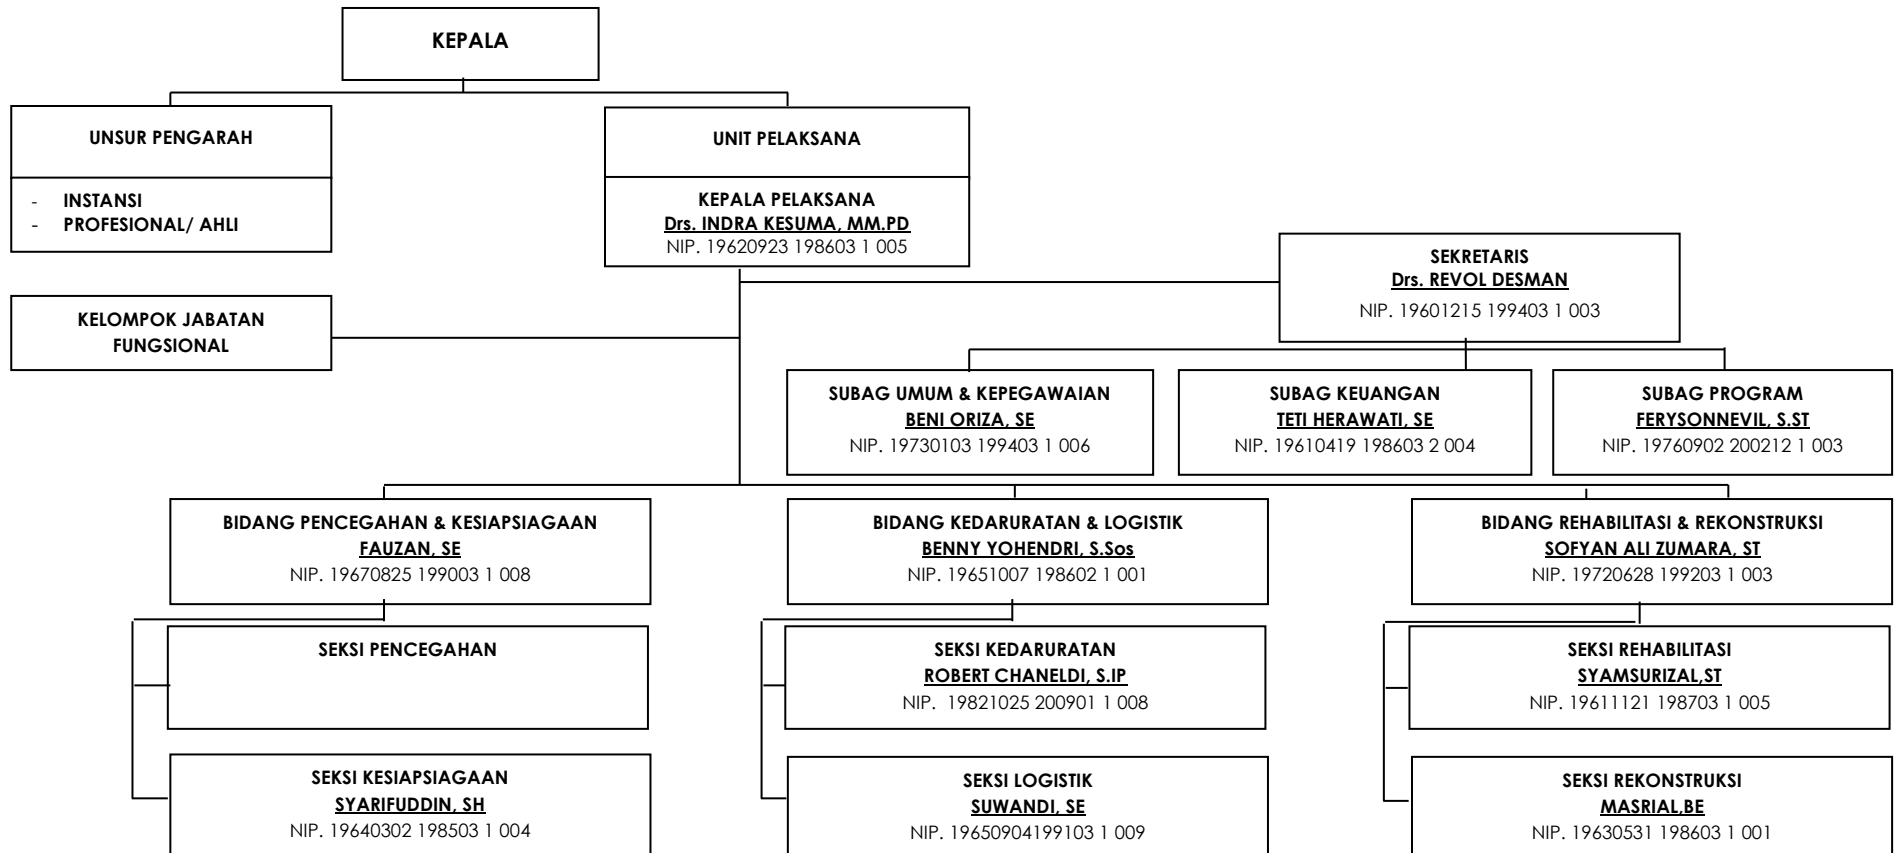 KEPALA
UNSUR PENGARAH
- INSTANSI
- PROFESIONAL/ AHLI
UNIT PELAKSANA
KEPALA PELAKSANA
Drs. INDRA KESUMA, MM.PD
NIP. 19620923 198603 1 005
SEKRETARIS
Drs. REVOL DESMAN
NIP. 19601215 199403 1 003
KELOMPOK JABATAN
FUNGSIONAL
SUBAG UMUM & KEPEGAWAIAN
BENI ORIZA, SE
NIP. 19730103 199403 1 006
SUBAG KEUANGAN
TETI HERAWATI, SE
NIP. 19610419 198603 2 004
SUBAG PROGRAM
FERYSONNEVIL, S.ST
NIP. 19760902 200212 1 003
BIDANG PENCEGAHAN & KESIAPSIAGAAN
FAUZAN, SE
NIP. 19670825 199003 1 008
BIDANG KEDARURATAN & LOGISTIK
BENNY YOHENDRI, S.Sos
NIP. 19651007 198602 1 001
BIDANG REHABILITASI & REKONSTRUKSI
SOFYAN ALI ZUMARA, ST
NIP. 19720628 199203 1 003
SEKSI PENCEGAHAN
SEKSI KEDARURATAN
ROBERT CHANELDI, S.IP
NIP.  19821025 200901 1 008
SEKSI REHABILITASI
SYAMSURIZAL,ST
NIP. 19611121 198703 1 005
SEKSI KESIAPSIAGAAN
SYARIFUDDIN, SH
NIP. 19640302 198503 1 004
SEKSI LOGISTIK
SUWANDI, SE
NIP. 19650904199103 1 009
SEKSI REKONSTRUKSI
MASRIAL,BE
NIP. 19630531 198603 1 001